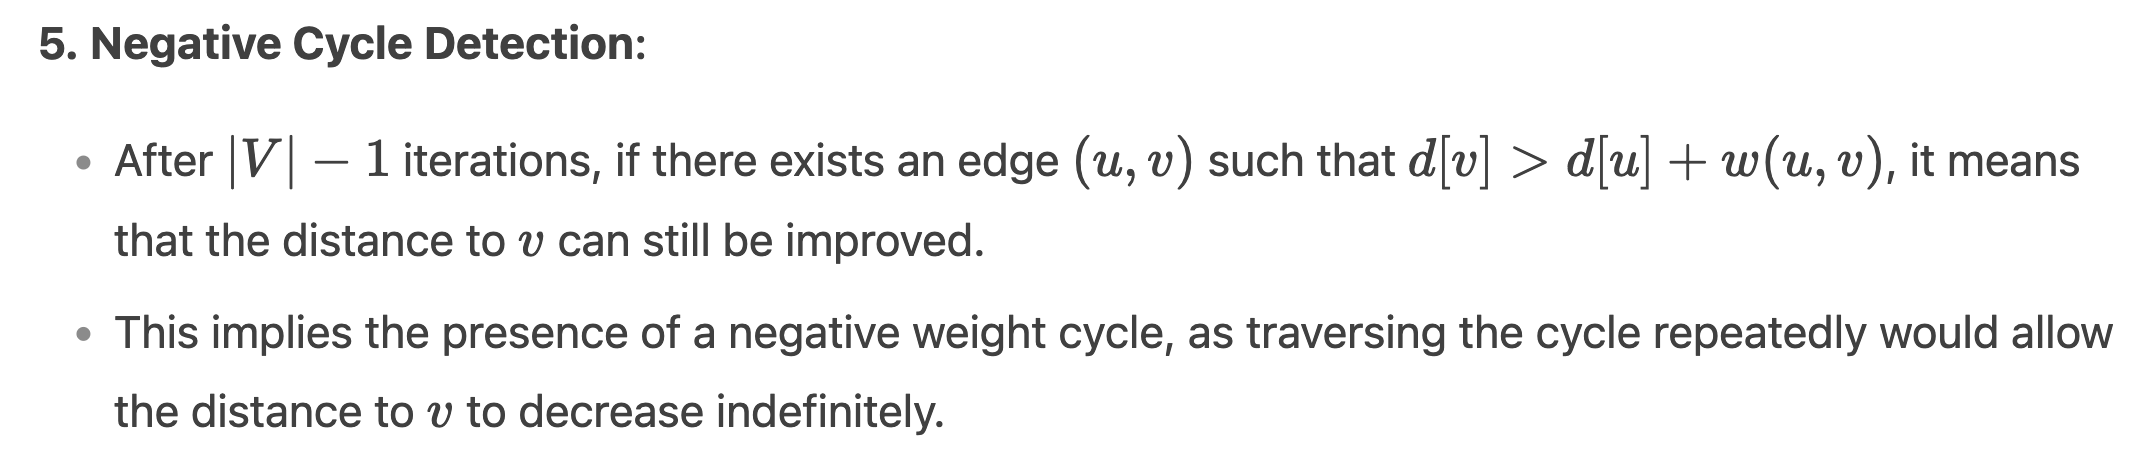 5. Negative Cycle Detection:
• After |V| − 1 iterations, if there exists an edge (u, v) such that d[v] > d[u] + w(u, v), it means
that the distance to v can still be improved.
• This implies the presence of a negative weight cycle, as traversing the cycle repeatedly would allow
the distance to v to decrease indefinitely.